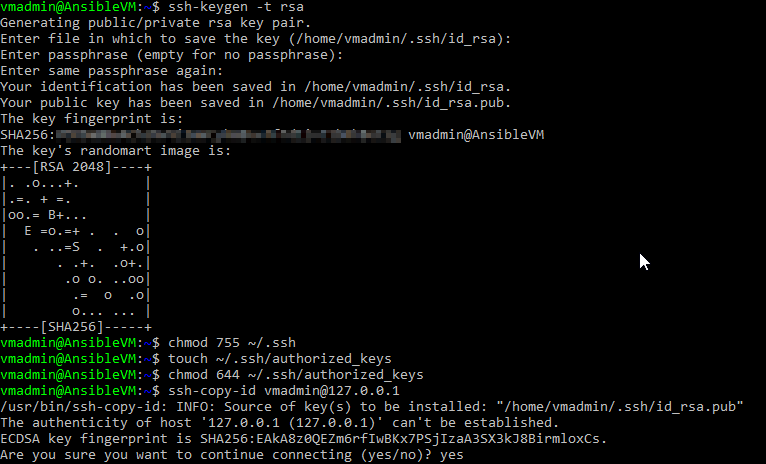 vmadmin@AnsibleVM:~$ ssh-keygen -t rsa
Generating public/private rsa key pair.
Enter file in which to save the key (/home/vmadmin/.ssh/id_rsa):
Enter passphrase (empty for no passphrase):
Enter same passphrase again:
Your identification has been saved in /home/vmadmin/.ssh/id_rsa.
Your public key has been saved in /home/vmadmin/.ssh/id_rsa.pub.
The key fingerprint is:
SHA256: vmadmin@AnsibleVM
The key's randomart image is:
+---[RSA 2048]----+
|. .o...+.        |
|.=. + =.         |
|oo.= B+...       |
|  E =o.=+ .  .  o|
|   . ..=S  .  +.o|
|      . .+.  .o+.|
|       .o o. ..oo|
|        .=  o  .o|
|        o... ... |
+----[SHA256]-----+
vmadmin@AnsibleVM:~$ chmod 755 ~/.ssh
vmadmin@AnsibleVM:~$ touch ~/.ssh/authorized_keys
vmadmin@AnsibleVM:~$ chmod 644 ~/.ssh/authorized_keys
vmadmin@AnsibleVM:~$ ssh-copy-id vmadmin@127.0.0.1
/usr/bin/ssh-copy-id: INFO: Source of key(s) to be installed: "/home/vmadmin/.ssh/id_rsa.pub"
The authenticity of host '127.0.0.1 (127.0.0.1)' can't be established.
ECDSA key fingerprint is SHA256:EAkA8z0QEZm6rfIwBKx7PSjIzaA3SX3kJ8BirmloxCs.
Are you sure you want to continue connecting (yes/no)? yes